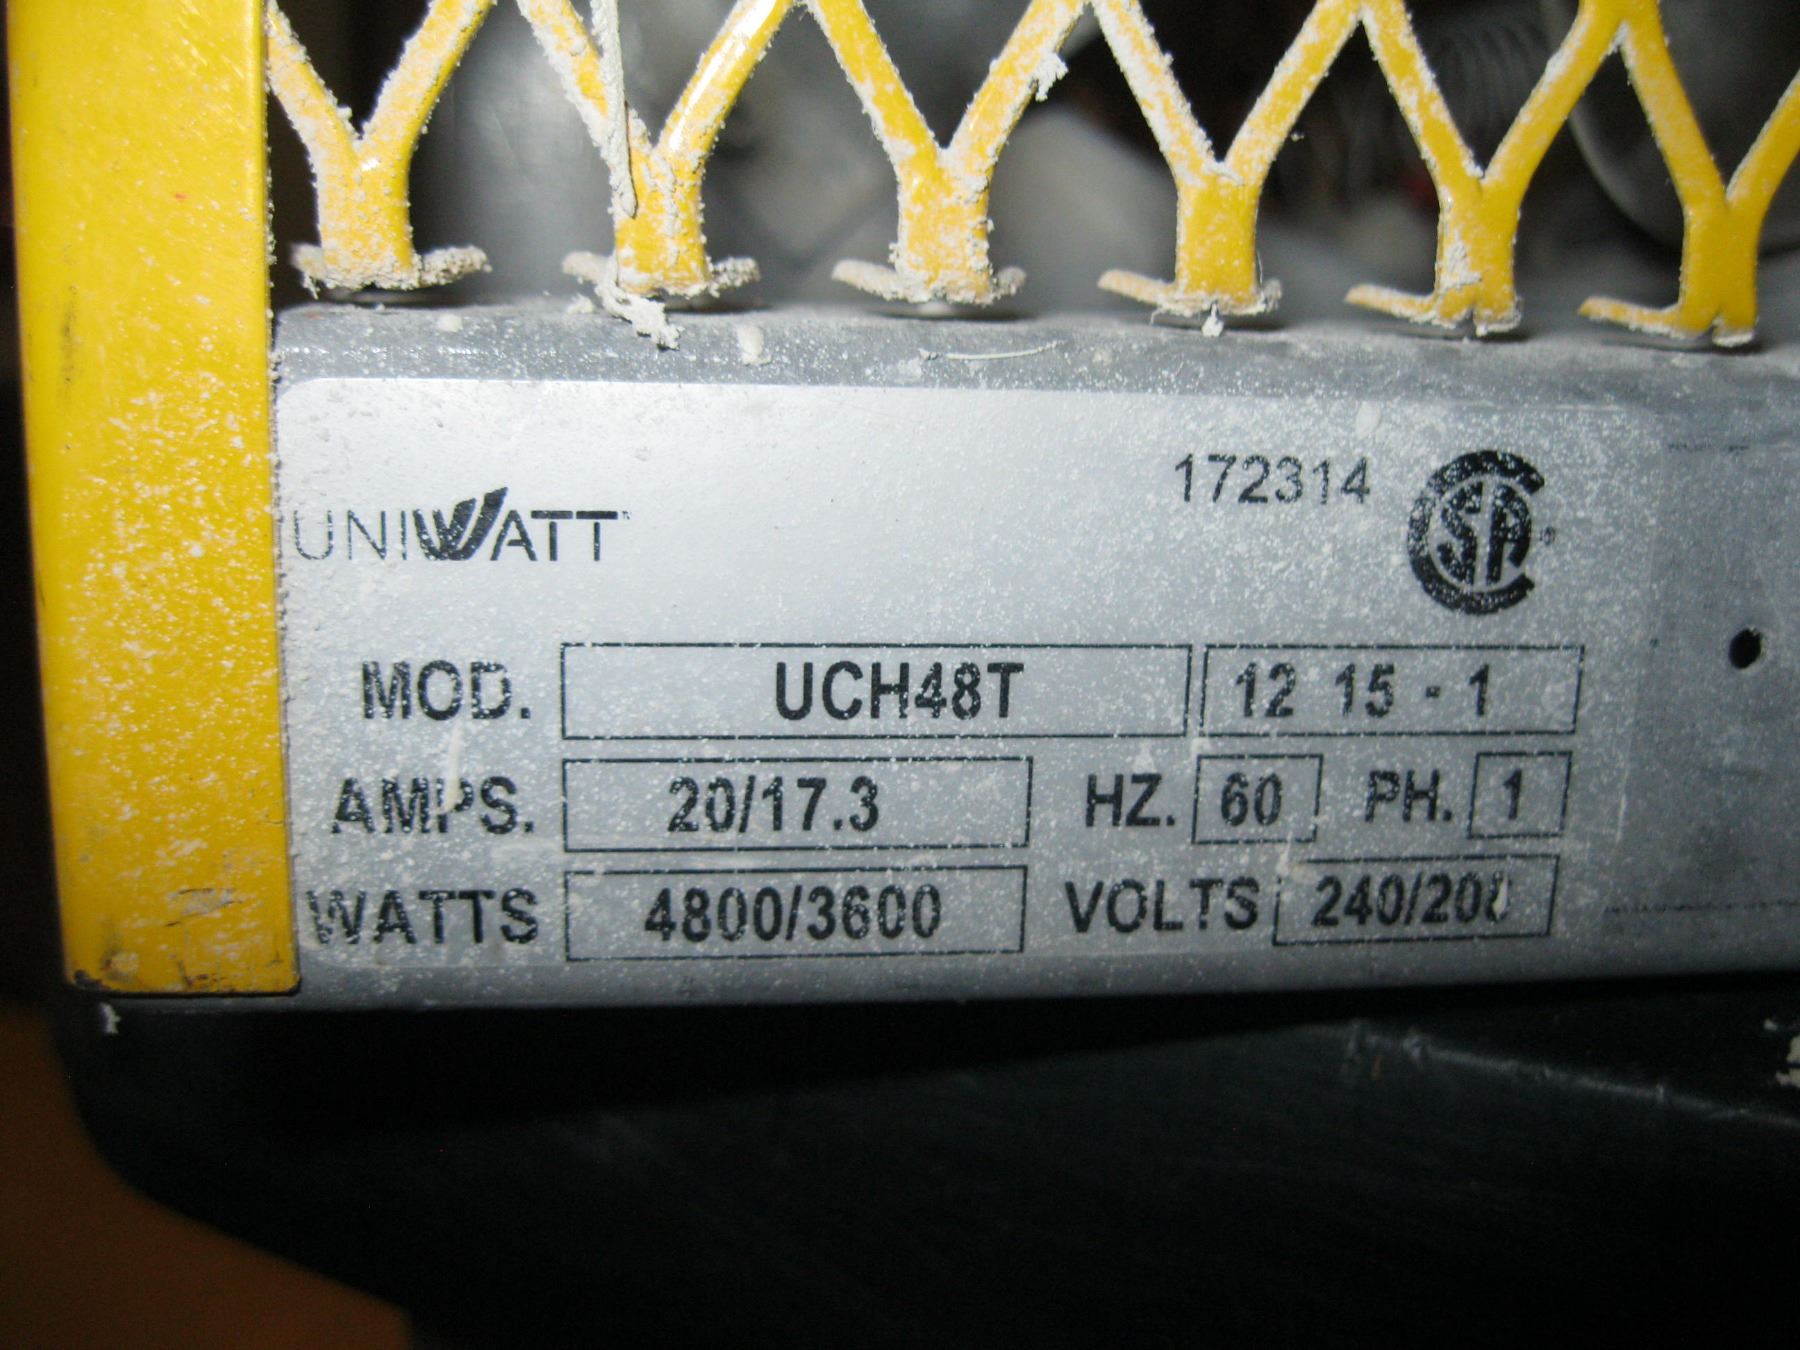 172314
UNIWATT
MOD. UCH48T 12 15 - 1
AMPS. 20/17.3 HZ. 60 PH. 1
WATTS 4800/3600 VOLTS 240/208